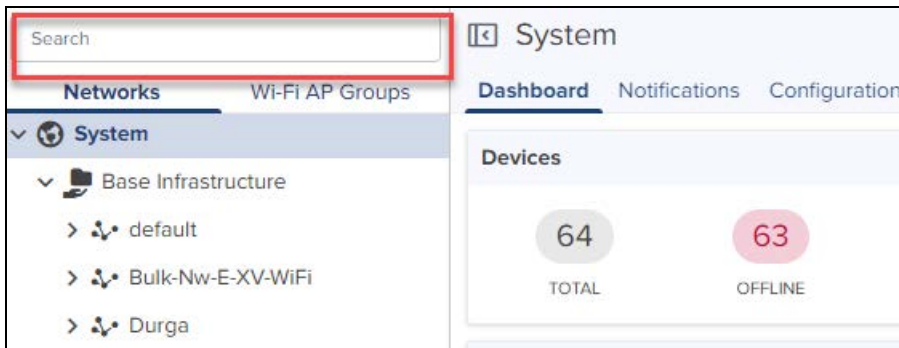 Search
Networks Wi-Fi AP Groups
System
Base Infrastructure
default
Bulk-Nw-E-XV-WiFi
Durga
System
Dashboard Notifications Configuration
Devices
64 63
TOTAL OFFLINE